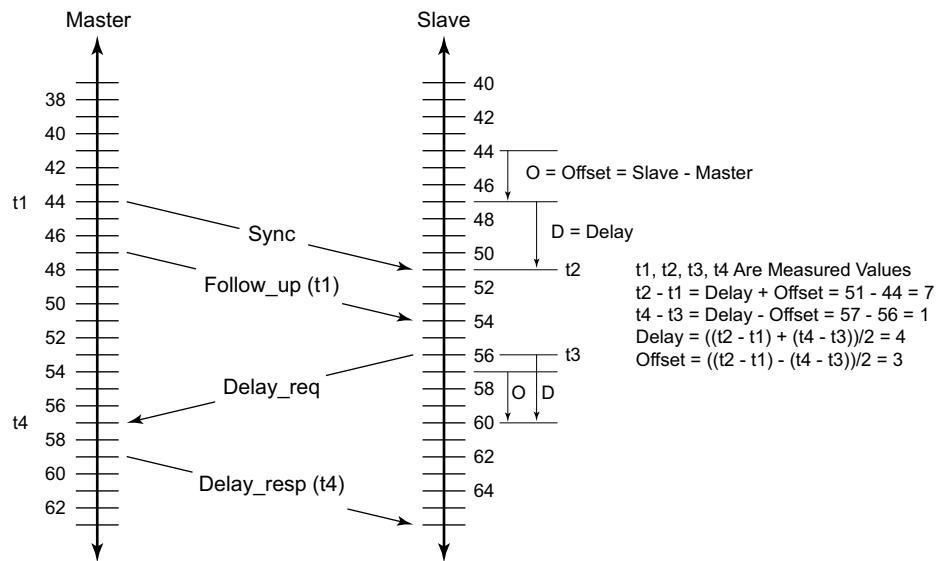 Master
Slave
38
40
42
t1
44
46
48
50
52
54
56
t4
58
60
62
40
42
44
46
48
50
52
54
56
58
60
62
64
O = Offset = Slave - Master
D = Delay
t2
t3
O
D
Sync
Follow_up (t1)
Delay_req
Delay_resp (t4)
t1, t2, t3, t4 Are Measured Values
t2 - t1 = Delay + Offset = 51 - 44 = 7
t4 - t3 = Delay - Offset = 57 - 56 = 1
Delay = ((t2 - t1) + (t4 - t3))/2 = 4
Offset = ((t2 - t1) - (t4 - t3))/2 = 3